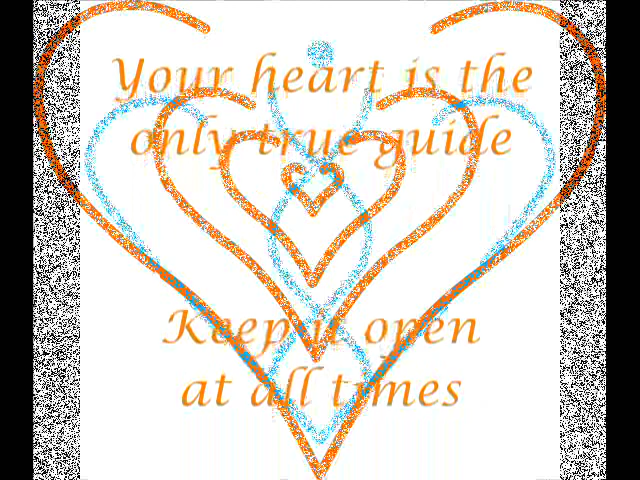 Your heart is the
only true guide
Keep it open
at all times